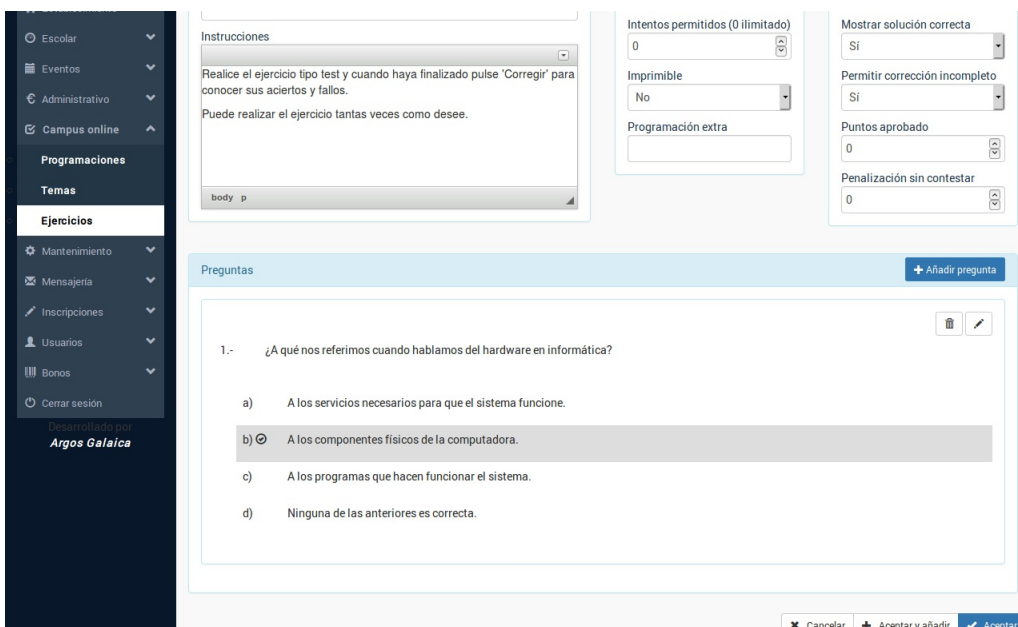 Escolar
Eventos
Administrativo
Campus online
Programaciones
Temas
Ejercicios
Mantenimiento
Mensajería
Inscripciones
Usuarios
Bonos
Cerrar sesión
Desarrollado por
Argos Galaica
Instrucciones
Realice el ejercicio tipo test y cuando haya finalizado pulse 'Corregir' para
conocer sus aciertos y fallos.
Puede realizar el ejercicio tantas veces como desee.
body p
Intentos permitidos (0 ilimitado)
0
Imprimible
No
Programación extra
Mostrar solución correcta
Sí
Permitir corrección incompleto
Sí
Puntos aprobado
0
Penalización sin contestar
0
Preguntas
Añadir pregunta
1.- ¿A qué nos referimos cuando hablamos del hardware en informática?
a) A los servicios necesarios para que el sistema funcione.
b) A los componentes físicos de la computadora.
c) A los programas que hacen funcionar el sistema.
d) Ninguna de las anteriores es correcta.
Cancelar
Aceptar y añadir
Aceptar